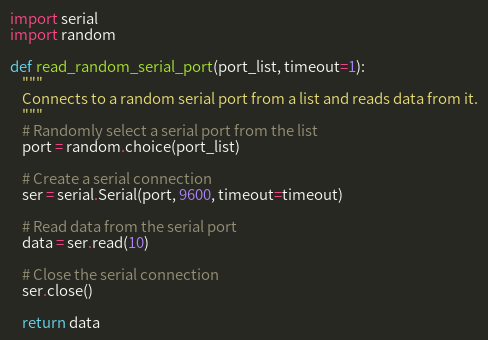 import serial
import random

def read_random_serial_port(port_list, timeout=1):
    """
    Connects to a random serial port from a list and reads data from it.
    """
    # Randomly select a serial port from the list
    port = random.choice(port_list)

    # Create a serial connection
    ser = serial.Serial(port, 9600, timeout=timeout)

    # Read data from the serial port
    data = ser.read(10)

    # Close the serial connection
    ser.close()

    return data